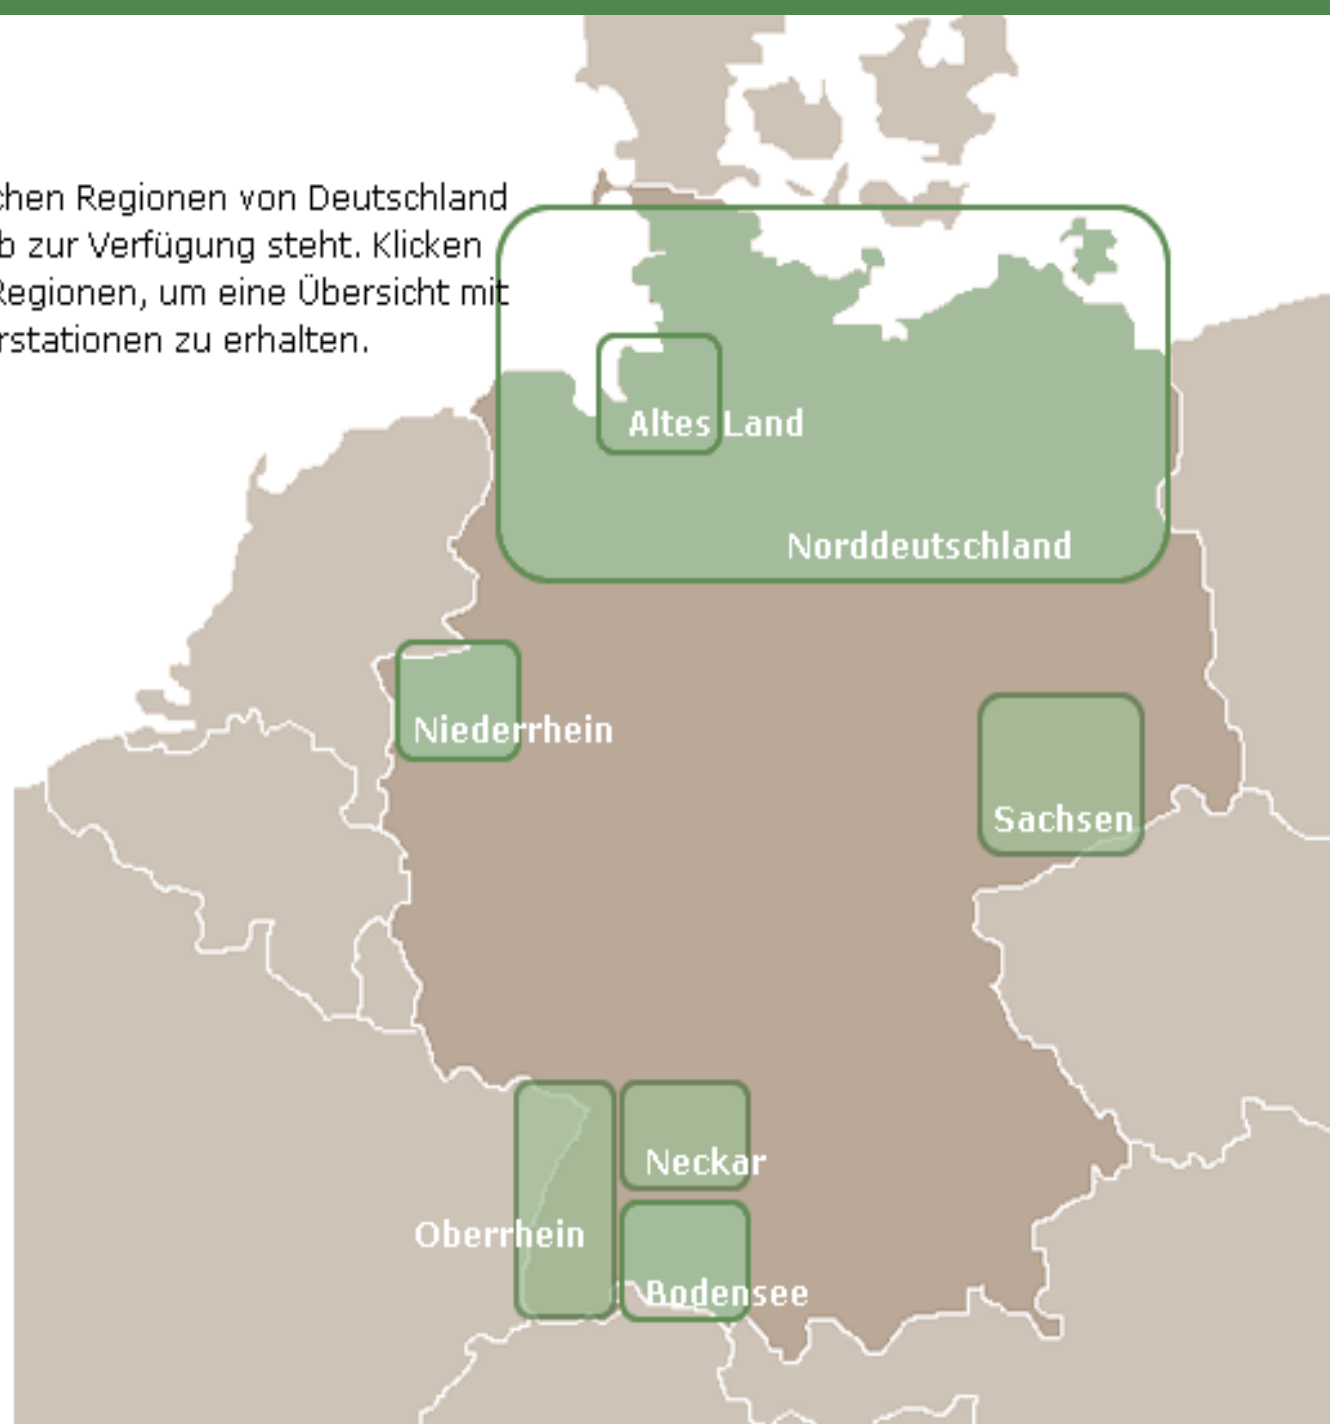 chen Regionen von Deutschland
b zur Verfügung steht. Klicken
Regionen, um eine Übersicht mit
rstationen zu erhalten.
Altes Land
Norddeutschland
Niederrhein
Sachsen
Neckar
Oberrhein
Bodensee